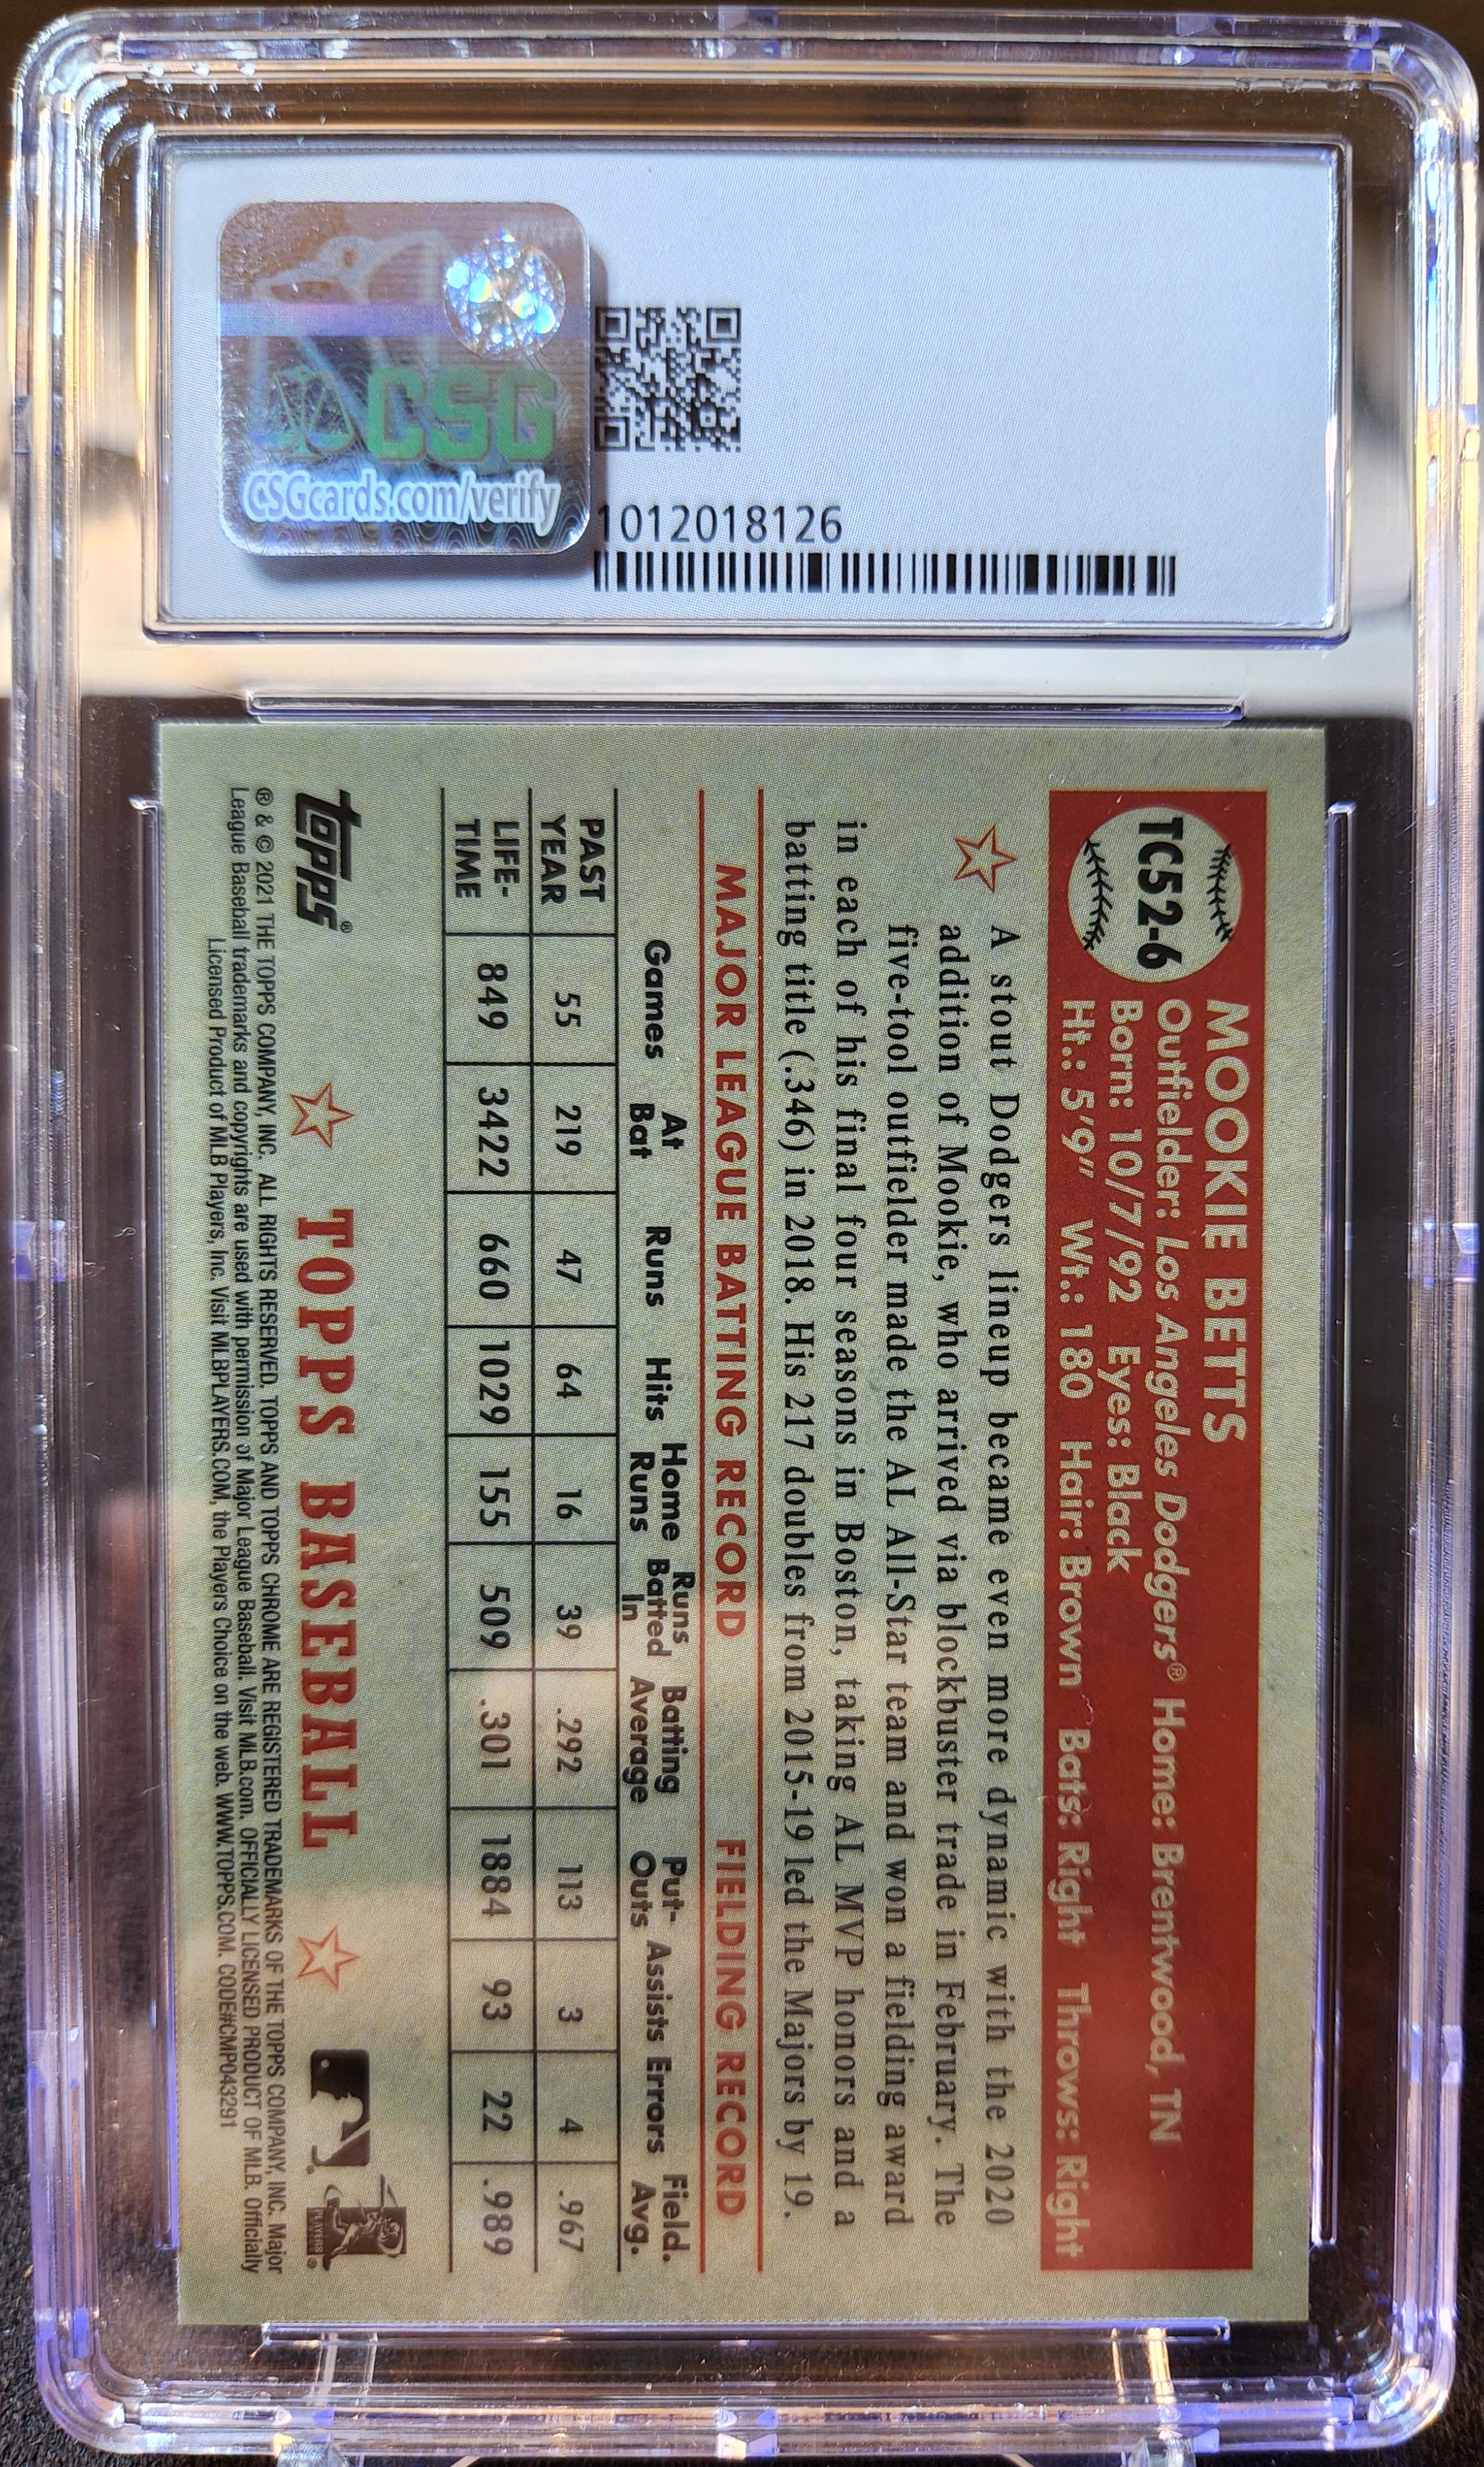 CSG
CSGcards.com/verify
1012018126
TC52-6
MOOKIE BETTS
Outfielder: Los Angeles Dodgers® Home: Brentwood, TN
Born: 10/7/92 Eyes: Black
Ht.: 5'9" Wt.: 180 Hair: Brown Bats: Right Throws: Right
A stout Dodgers lineup became even more dynamic with the 2020
addition of Mookie, who arrived via blockbuster trade in February. The
five-tool outfielder made the AL All-Star team and won a fielding award
in each of his final four seasons in Boston, taking AL MVP honors and a
batting title (.346) in 2018. His 217 doubles from 2015-19 led the Majors by 19.
MAJOR LEAGUE BATTING RECORD FIELDING RECORD
Games At Bat Runs Hits Home Runs Runs Batted In Batting Average Put-Outs Assists Errors Field. Avg.
PAST YEAR 55 219 47 64 16 39 .292 113 3 4 .967
LIFE-TIME 849 3422 660 1029 155 509 .301 1884 93 22 .989
topps® TOPPS BASEBALL
® & © 2021 THE TOPPS COMPANY, INC. ALL RIGHTS RESERVED. TOPPS AND TOPPS CHROME ARE REGISTERED TRADEMARKS OF THE TOPPS COMPANY, INC. Major
League Baseball trademarks and copyrights are used with permission of Major League Baseball. Visit MLB.com. OFFICIALLY LICENSED PRODUCT OF MLB. Officially
Licensed Product of MLB Players, Inc. Visit MLBPLAYERS.COM, the Players Choice on the web. WWW.TOPPS.COM. CODE#CMP043291